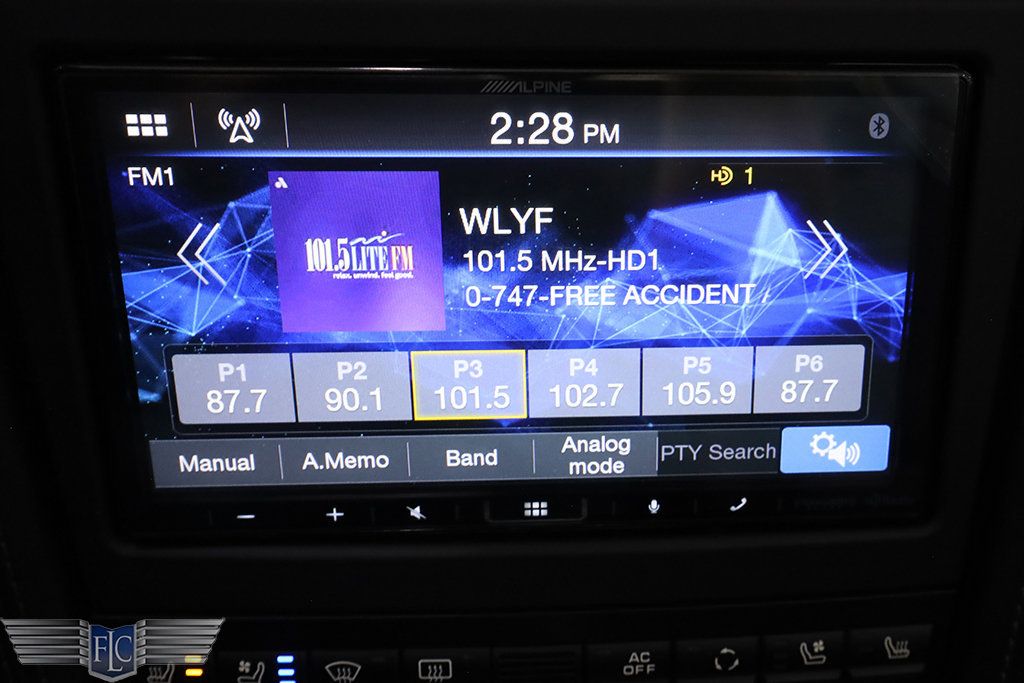 ALPINE
2:28 PM
FM1
HD 1
101.5 LITE FM
relax. unwind. feel good.
WLYF
101.5 MHz-HD1
0-747-FREE ACCIDENT
P1 P2 P3 P4 P5 P6
87.7 90.1 101.5 102.7 105.9 87.7
Manual A.Memo Band Analog mode PTY Search
AC
OFF
FLC